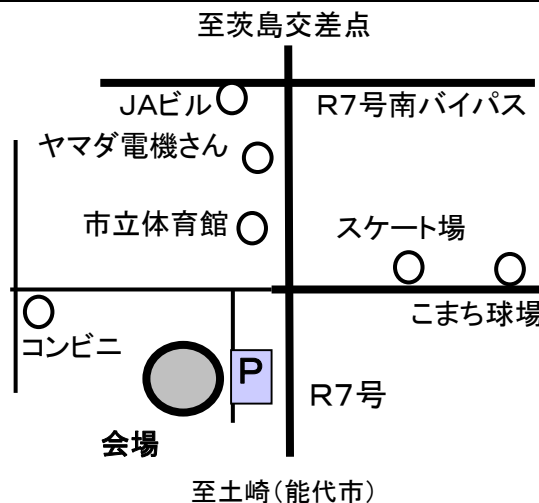 至茨島交差点
JAビル
R7号南バイパス
ヤマダ電機さん
市立体育館
スケート場
こまち球場
コンビニ
P
R7号
会場
至土崎(能代市)